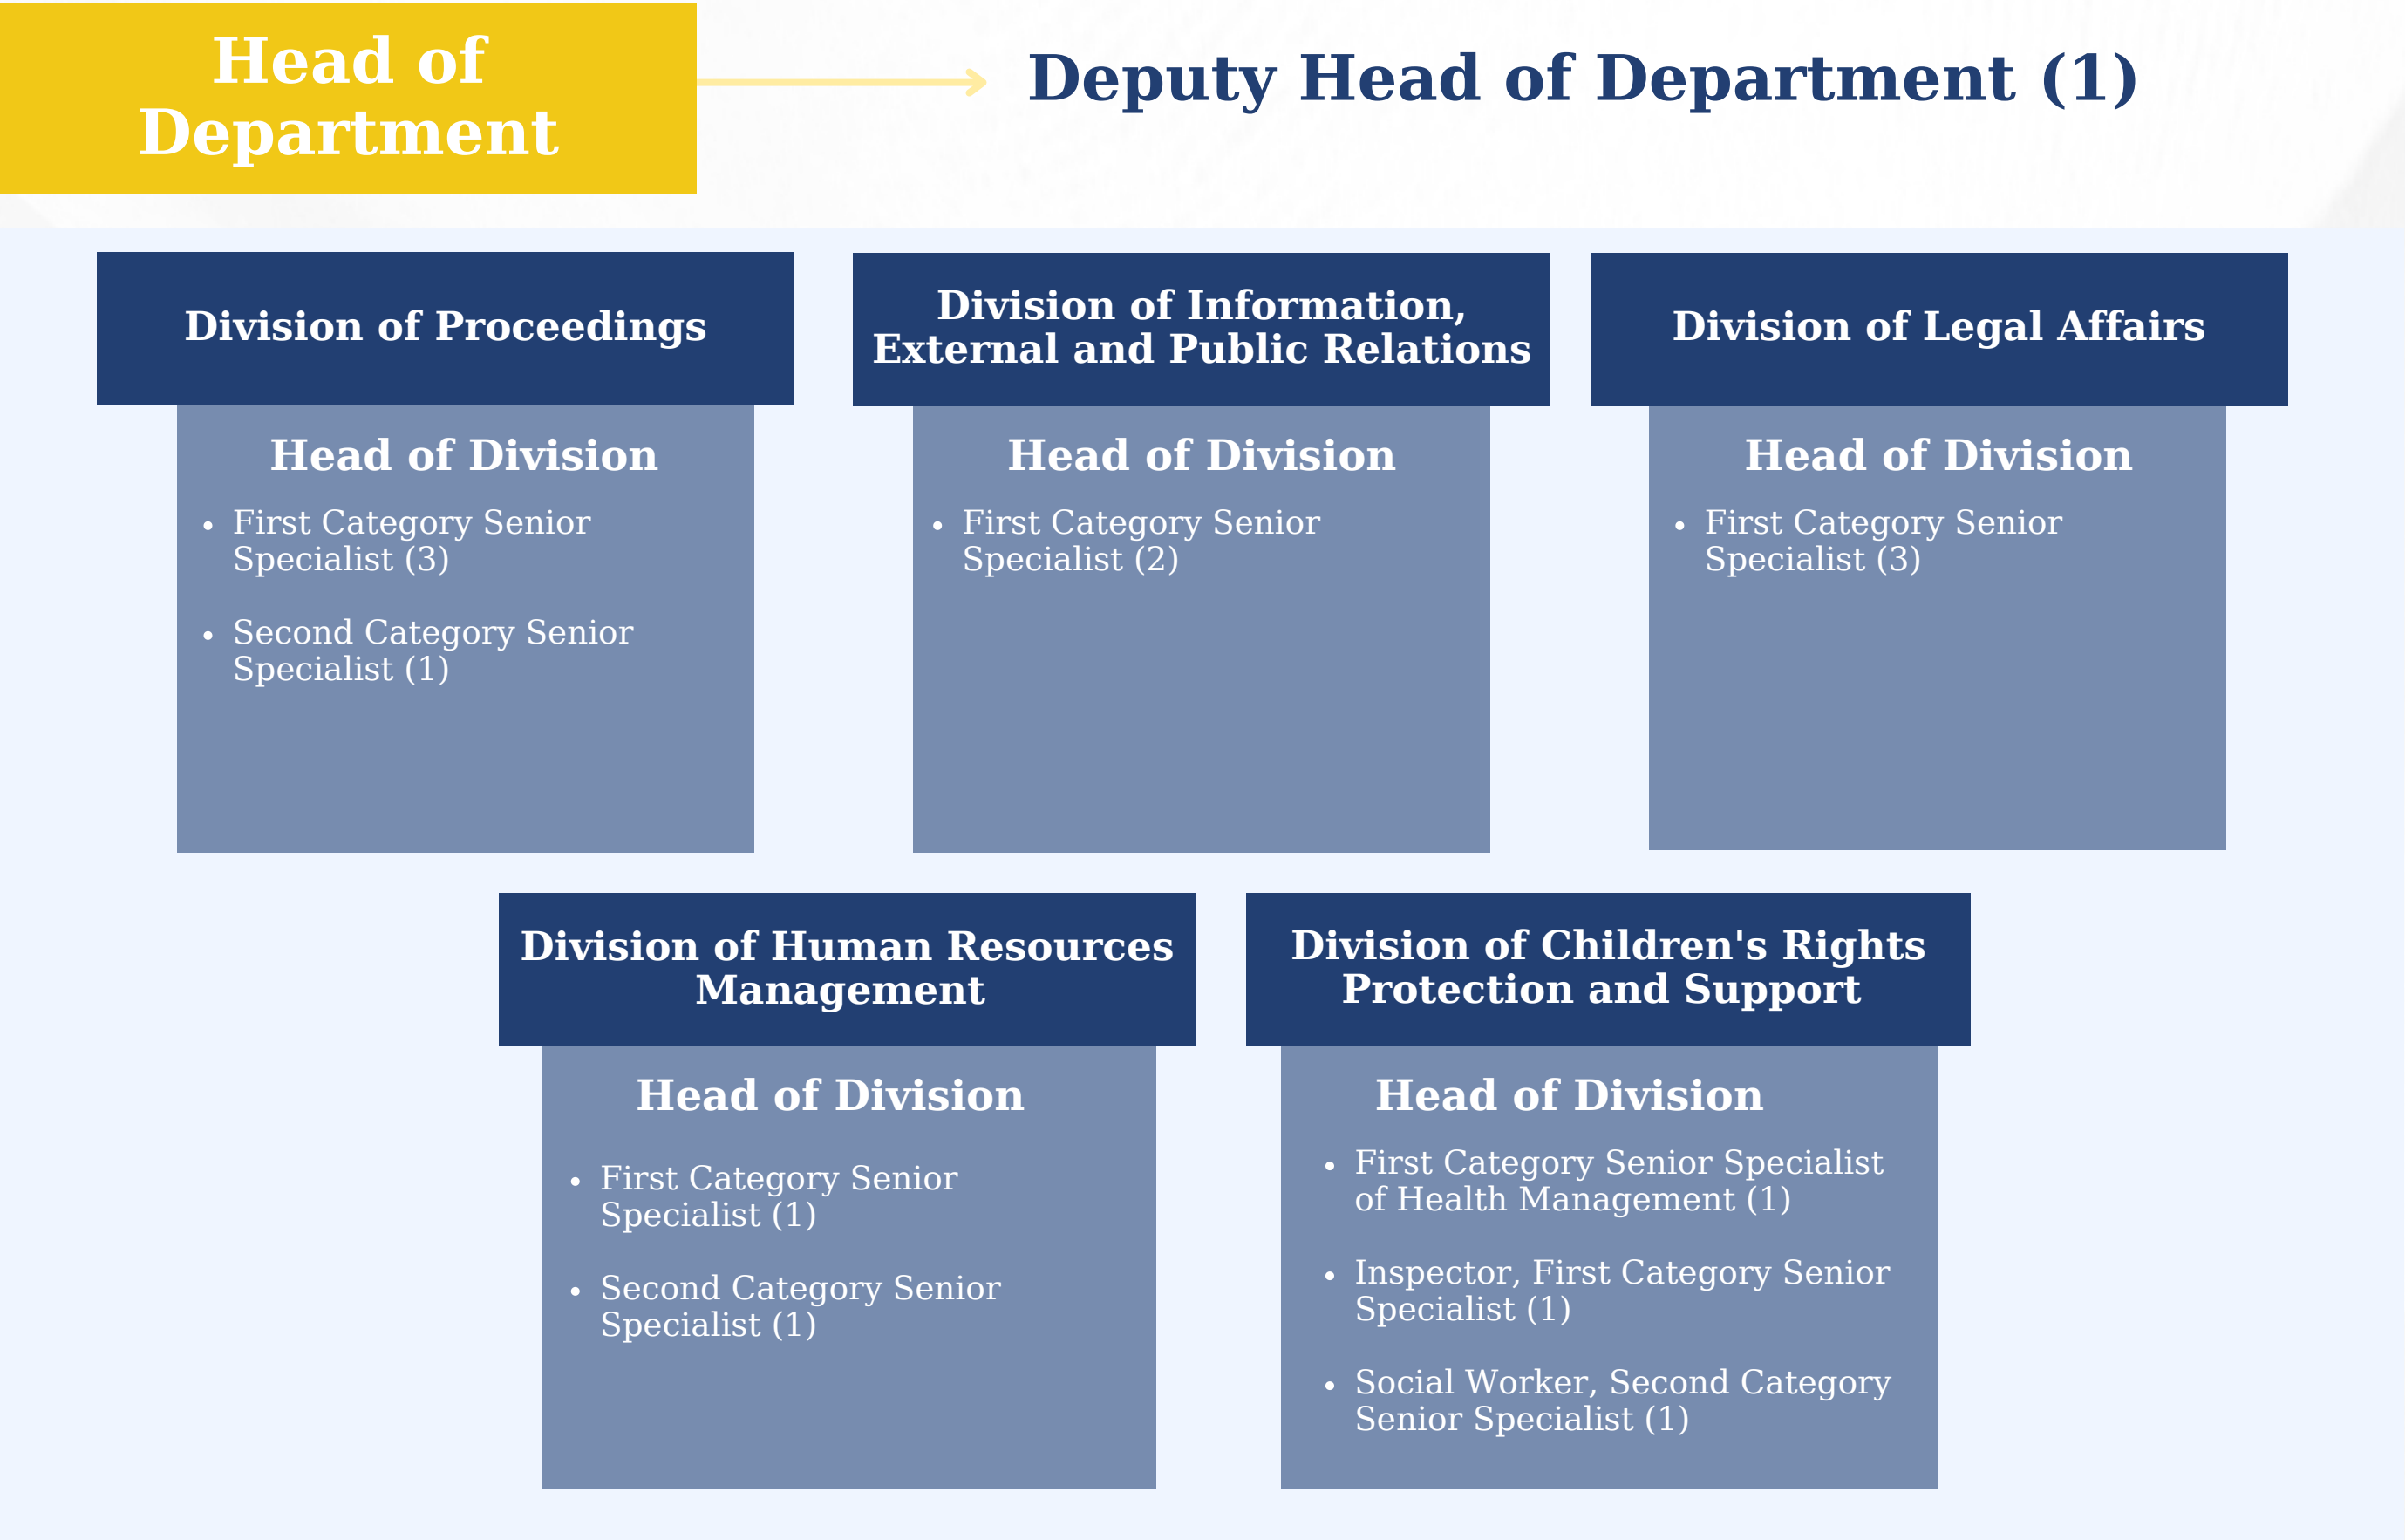 Head of
Department
Deputy Head of Department (1)
Division of Proceedings
Head of Division
• First Category Senior
Specialist (3)
• Second Category Senior
Specialist (1)
Division of Information,
External and Public Relations
Head of Division
• First Category Senior
Specialist (2)
Division of Legal Affairs
Head of Division
• First Category Senior
Specialist (3)
Division of Human Resources
Management
Head of Division
• First Category Senior
Specialist (1)
• Second Category Senior
Specialist (1)
Division of Children's Rights
Protection and Support
Head of Division
• First Category Senior Specialist
of Health Management (1)
• Inspector, First Category Senior
Specialist (1)
• Social Worker, Second Category
Senior Specialist (1)